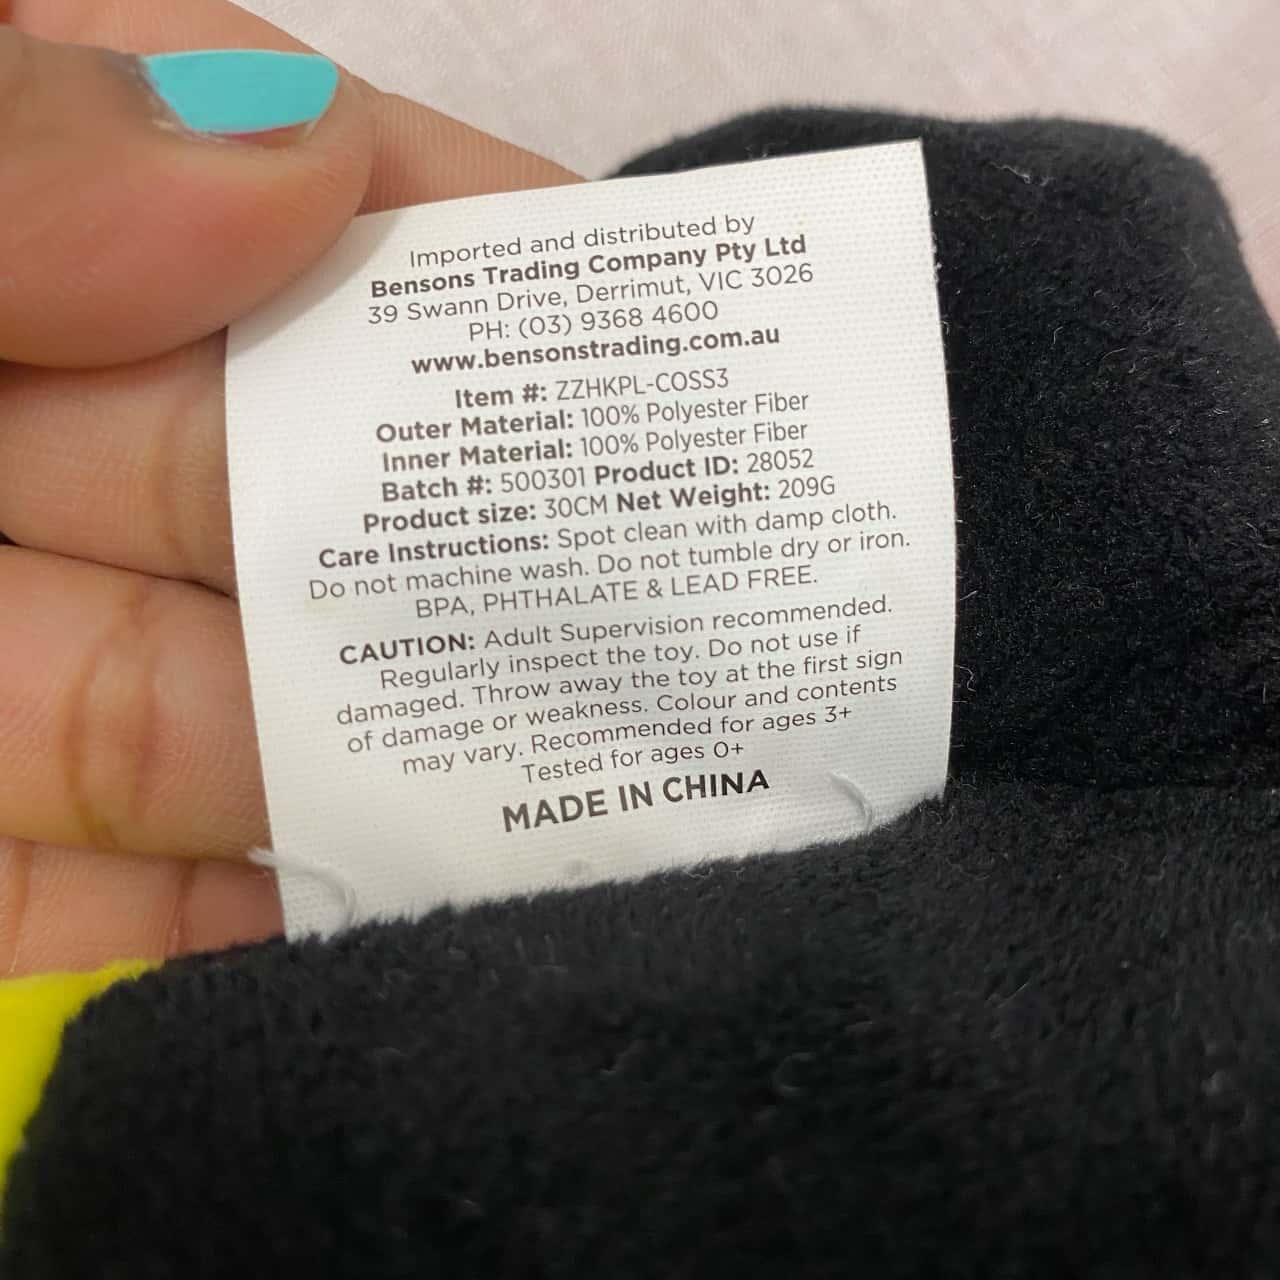 Imported and distributed by
Bensons Trading Company Pty Ltd
39 Swann Drive, Derrimut, VIC 3026
PH: (03) 9368 4600
www.bensonstrading.com.au
Item #: ZZHKPL-COSS3
Outer Material: 100% Polyester Fiber
Inner Material: 100% Polyester Fiber
Batch #: 500301 Product ID: 28052
Product size: 30CM Net Weight: 209G
Care Instructions: Spot clean with damp cloth.
Do not machine wash. Do not tumble dry or iron.
BPA, PHTHALATE & LEAD FREE.
CAUTION: Adult Supervision recommended.
Regularly inspect the toy. Do not use if
damaged. Throw away the toy at the first sign
of damage or weakness. Colour and contents
may vary. Recommended for ages 3+
Tested for ages 0+
MADE IN CHINA